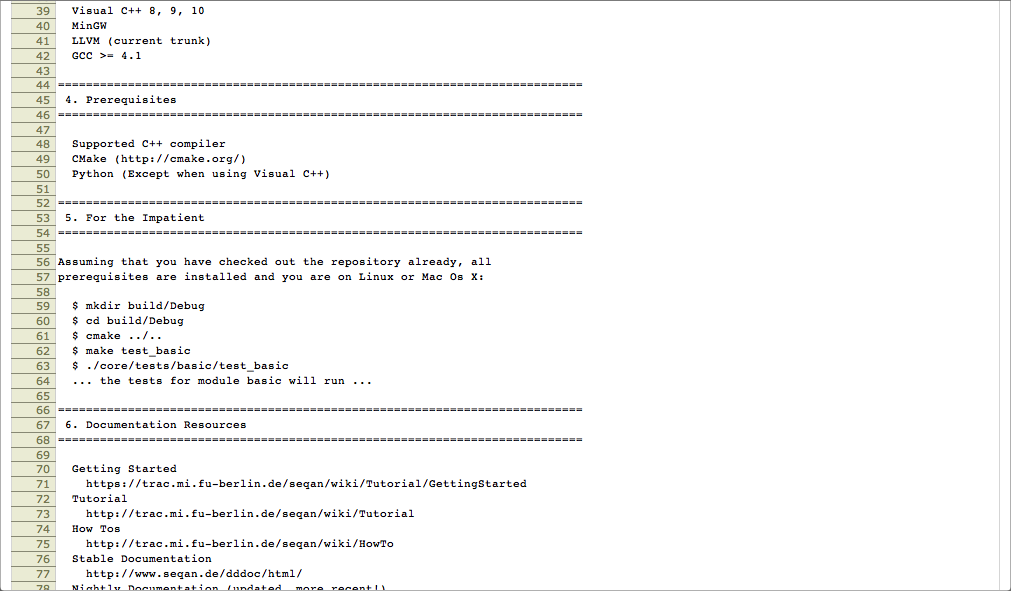 39 Visual C++ 8, 9, 10
40 MinGW
41 LLVM (current trunk)
42 GCC >= 4.1
43
44 ===========================================================================
45 4. Prerequisites
46 ===========================================================================
47
48 Supported C++ compiler
49 CMake (http://cmake.org/)
50 Python (Except when using Visual C++)
51
52 ===========================================================================
53 5. For the Impatient
54 ===========================================================================
55
56 Assuming that you have checked out the repository already, all
57 prerequisites are installed and you are on Linux or Mac Os X:
58
59 $ mkdir build/Debug
60 $ cd build/Debug
61 $ cmake ../..
62 $ make test_basic
63 $ ./core/tests/basic/test_basic
64 ... the tests for module basic will run ...
65
66 ===========================================================================
67 6. Documentation Resources
68 ===========================================================================
69
70 Getting Started
71 https://trac.mi.fu-berlin.de/seqan/wiki/Tutorial/GettingStarted
72 Tutorial
73 http://trac.mi.fu-berlin.de/seqan/wiki/Tutorial
74 How Tos
75 http://trac.mi.fu-berlin.de/seqan/wiki/HowTo
76 Stable Documentation
77 http://www.seqan.de/dddoc/html/
78 Nightly Documentation (updated, more recent!)